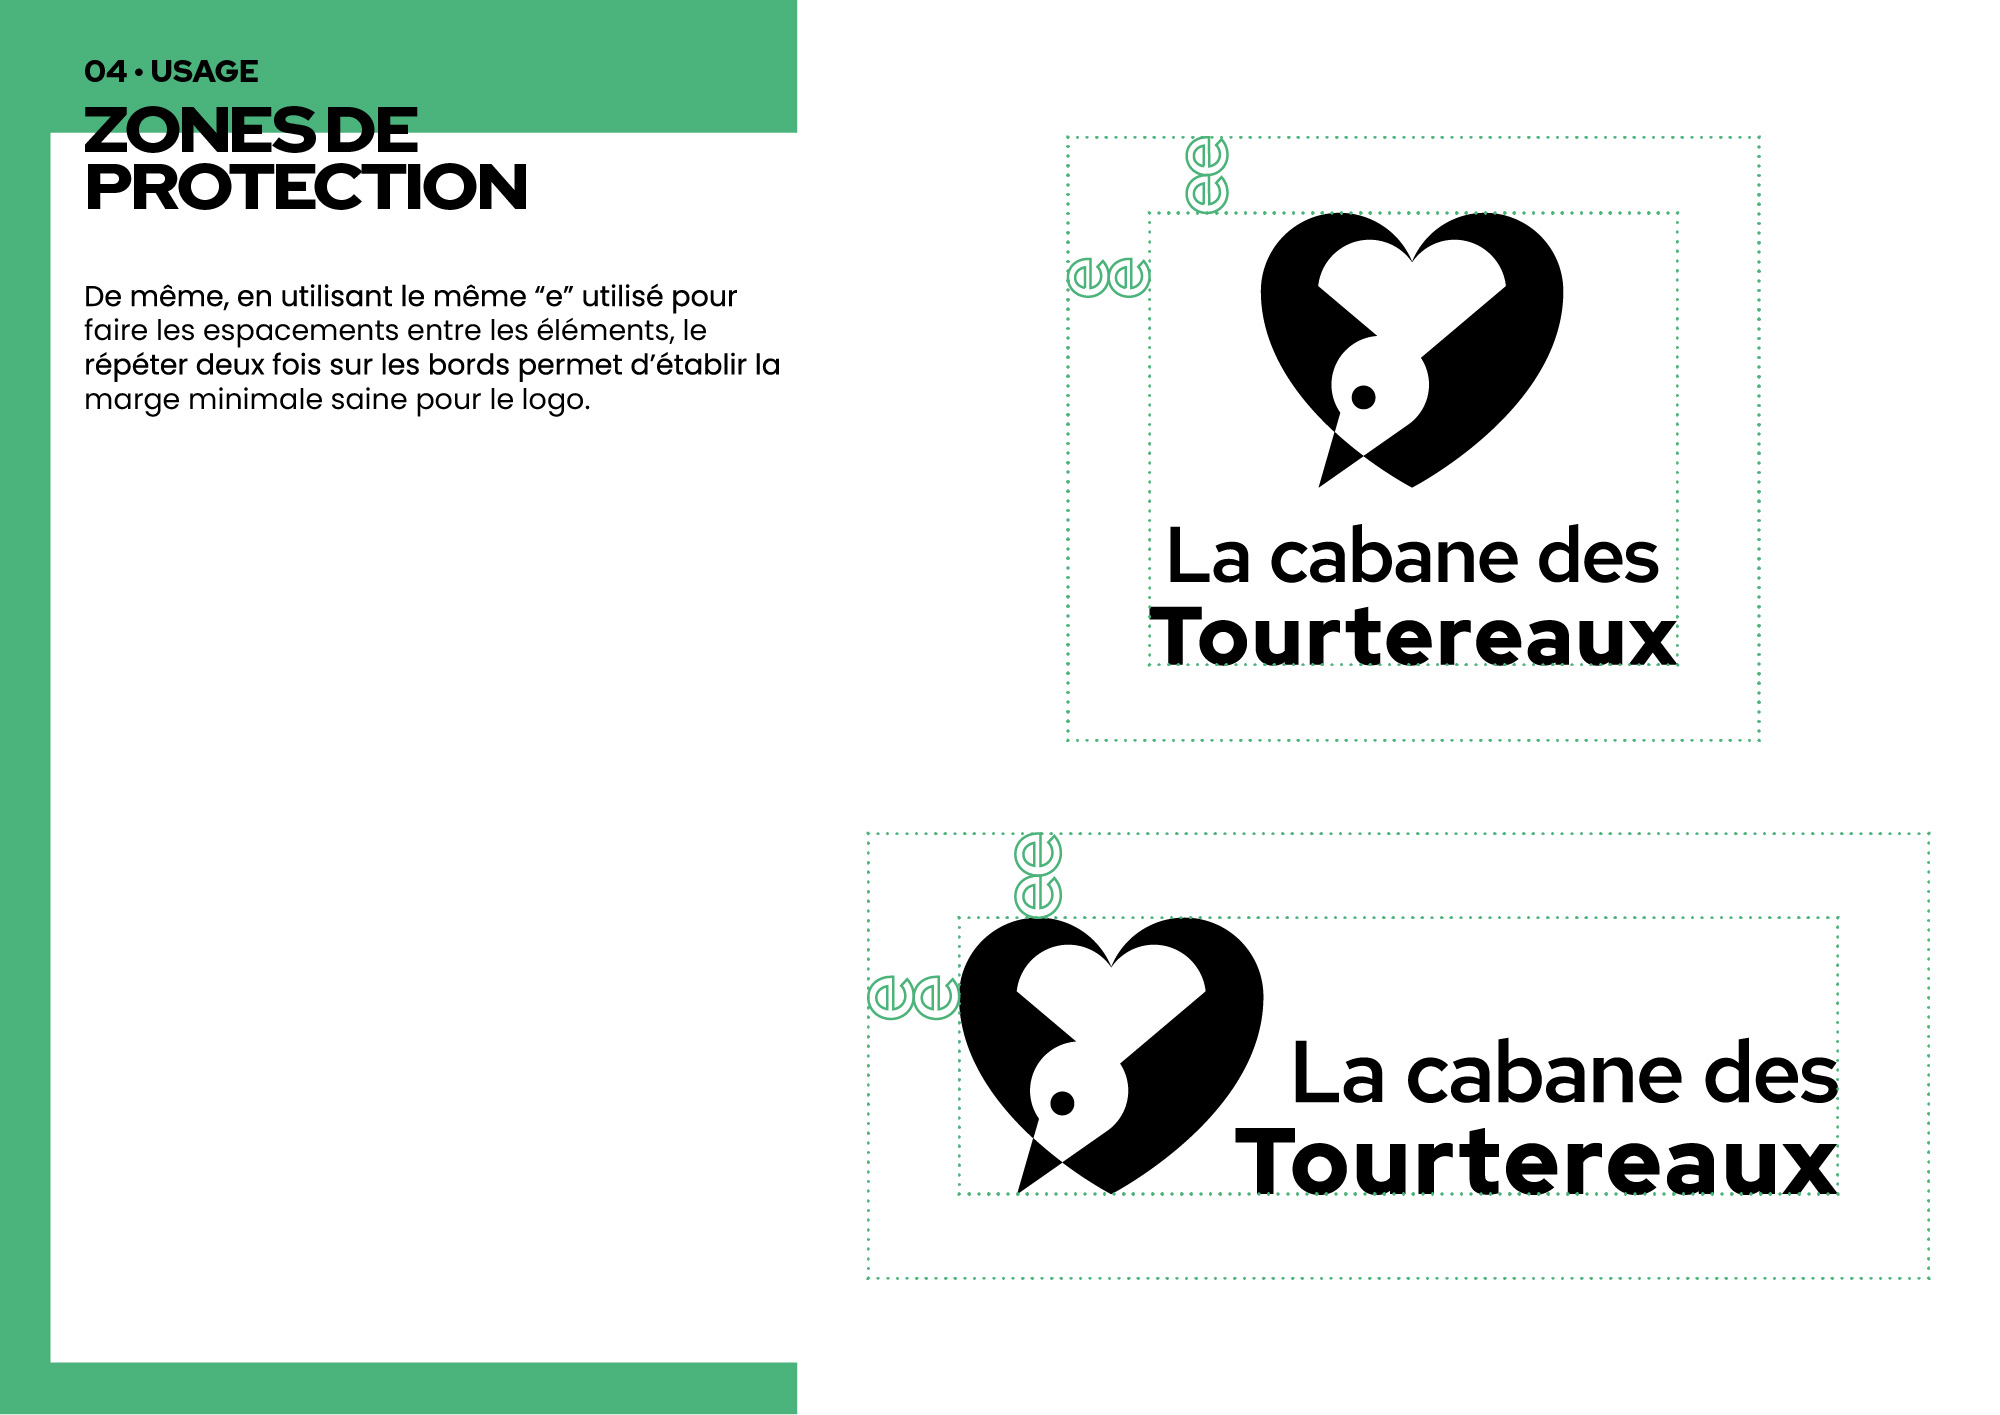 04 • USAGE
ZONES DE
PROTECTION
De même, en utilisant le même “e” utilisé pour
faire les espacements entre les éléments, le
répéter deux fois sur les bords permet d’établir la
marge minimale saine pour le logo.
ee
ee
La cabane des
Tourtereaux
ee
ee
La cabane des
Tourtereaux